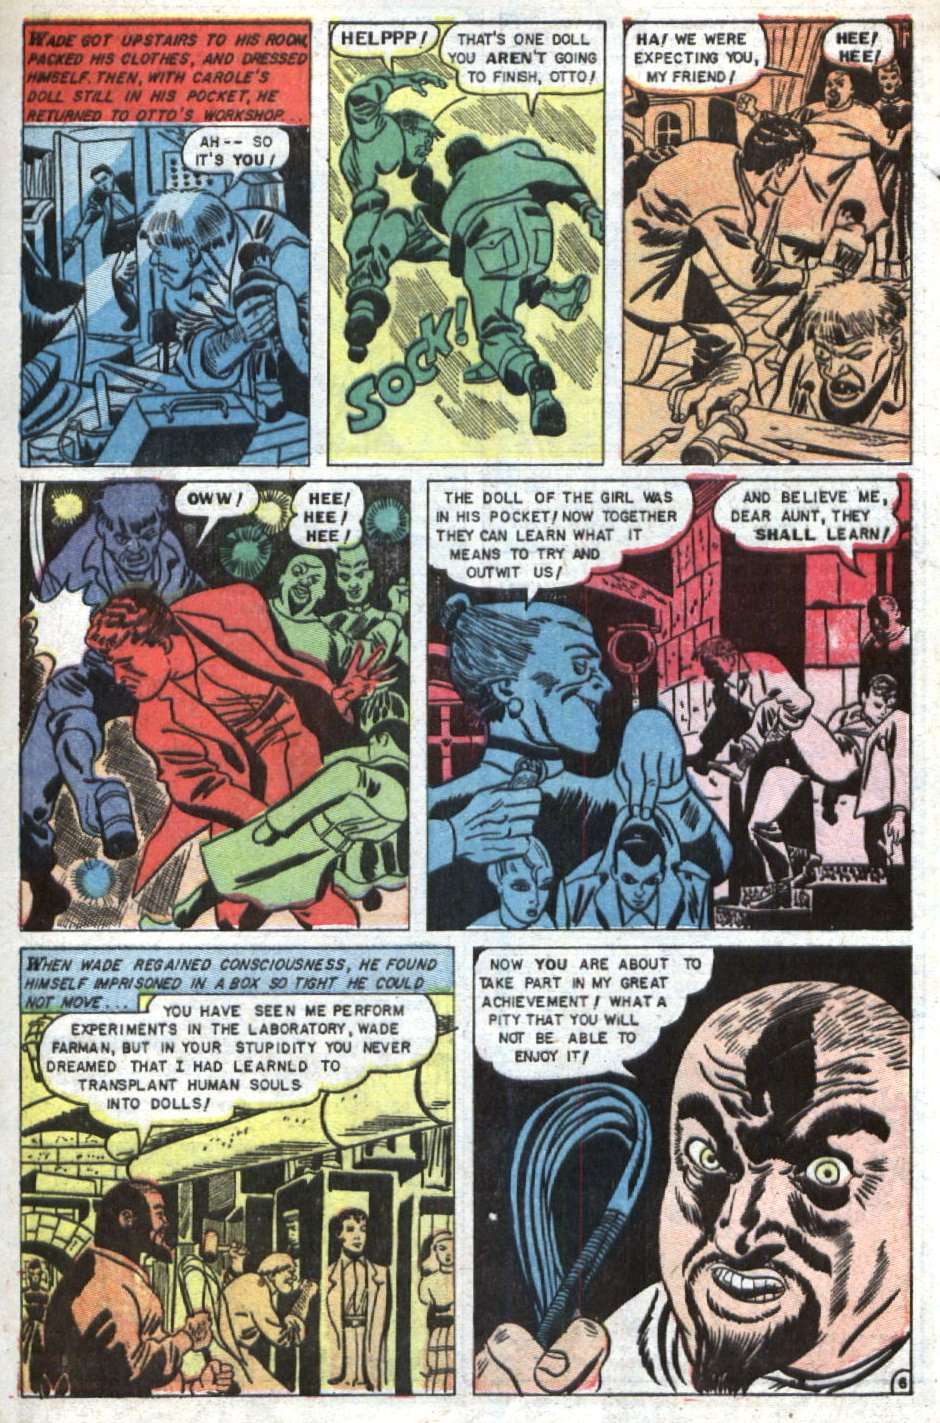 WADE GOT UPSTAIRS TO HIS ROOM,
PACKED HIS CLOTHES, AND DRESSED
HIMSELF. THEN, WITH CAROLE'S
DOLL STILL IN HIS POCKET, HE
RETURNED TO OTTO'S WORKSHOP...
AH -- SO
IT'S YOU!
HELPPP!
THAT'S ONE DOLL
YOU AREN'T GOING
TO FINISH, OTTO!
SOCK!
HA! WE WERE
EXPECTING YOU,
MY FRIEND!
HEE!
HEE!
OWW!
HEE!
HEE!
HEE!
THE DOLL OF THE GIRL WAS
IN HIS POCKET! NOW TOGETHER
THEY CAN LEARN WHAT IT
MEANS TO TRY AND
OUTWIT US!
AND BELIEVE ME,
DEAR AUNT, THEY
SHALL LEARN!
WHEN WADE REGAINED CONSCIOUSNESS, HE FOUND
HIMSELF IMPRISONED IN A BOX SO TIGHT HE COULD
NOT MOVE...
YOU HAVE SEEN ME PERFORM
EXPERIMENTS IN THE LABORATORY, WADE
FARMAN, BUT IN YOUR STUPIDITY YOU NEVER
DREAMED THAT I HAD LEARNLD TO
TRANSPLANT HUMAN SOULS
INTO DOLLS!
NOW YOU ARE ABOUT TO
TAKE PART IN MY GREAT
ACHIEVEMENT! WHAT A
PITY THAT YOU WILL
NOT BE ABLE TO
ENJOY IT!
6